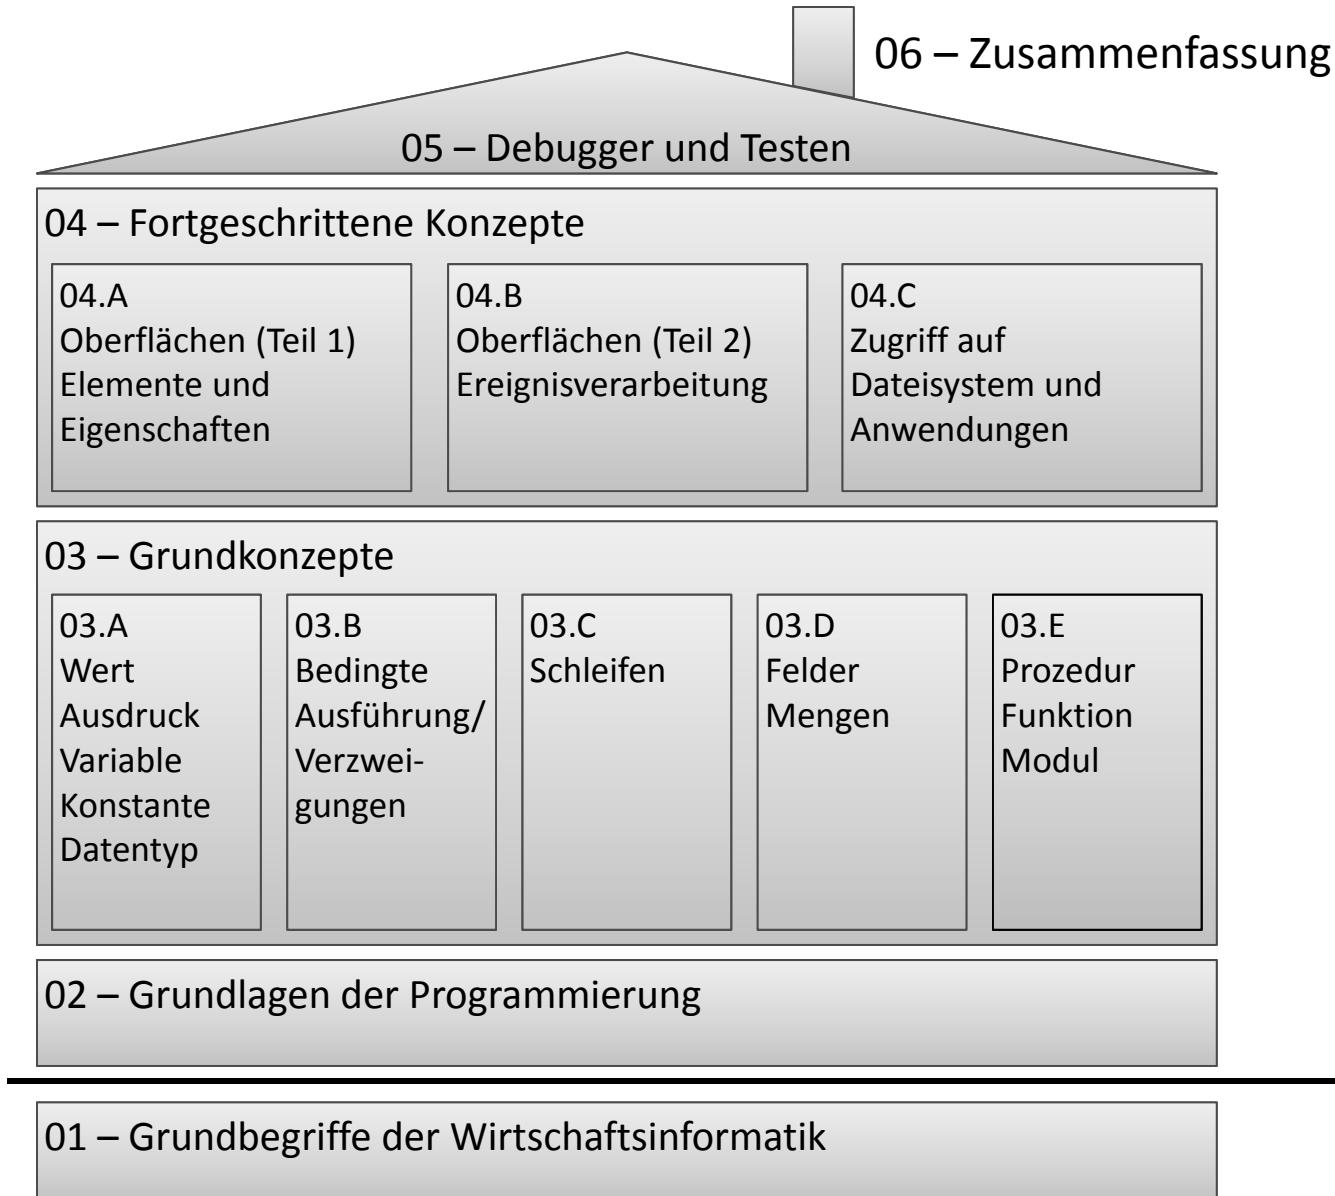 06 – Zusammenfassung
05 – Debugger und Testen
04 – Fortgeschrittene Konzepte
04.A
Oberflächen (Teil 1)
Elemente und
Eigenschaften
04.B
Oberflächen (Teil 2)
Ereignisverarbeitung
04.C
Zugriff auf
Dateisystem und
Anwendungen
03 – Grundkonzepte
03.A
Wert
Ausdruck
Variable
Konstante
Datentyp
03.B
Bedingte
Ausführung/
Verzwei-
gungen
03.C
Schleifen
03.D
Felder
Mengen
03.E
Prozedur
Funktion
Modul
02 – Grundlagen der Programmierung
01 – Grundbegriffe der Wirtschaftsinformatik